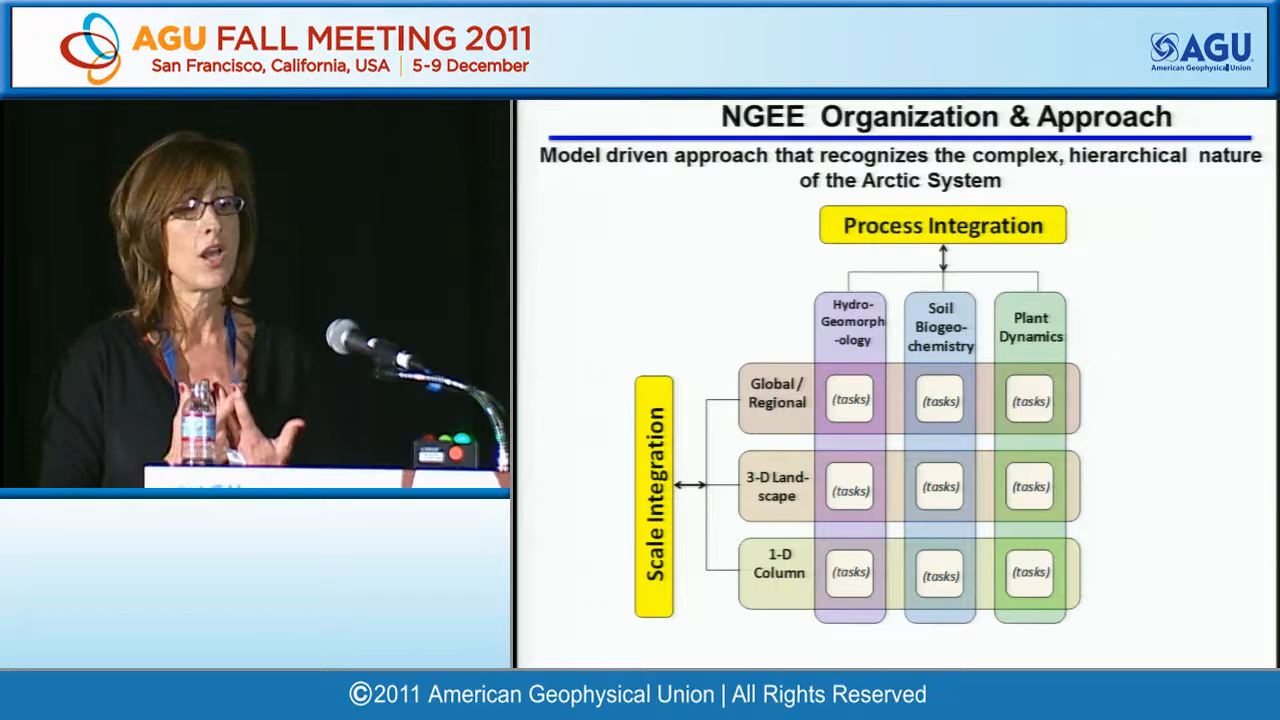 AGU FALL MEETING 2011
San Francisco, California, USA | 5-9 December
AGU
American Geophysical Union
NGEE Organization & Approach
Model driven approach that recognizes the complex, hierarchical nature
of the Arctic System
Process Integration
Hydro-
Geomorph
-ology
Soil
Biogeo-
chemistry
Plant
Dynamics
Scale Integration
Global /
Regional
(tasks)
(tasks)
(tasks)
3-D Land-
scape
(tasks)
(tasks)
(tasks)
1-D
Column
(tasks)
(tasks)
(tasks)
AGU
©2011 American Geophysical Union | All Rights Reserved